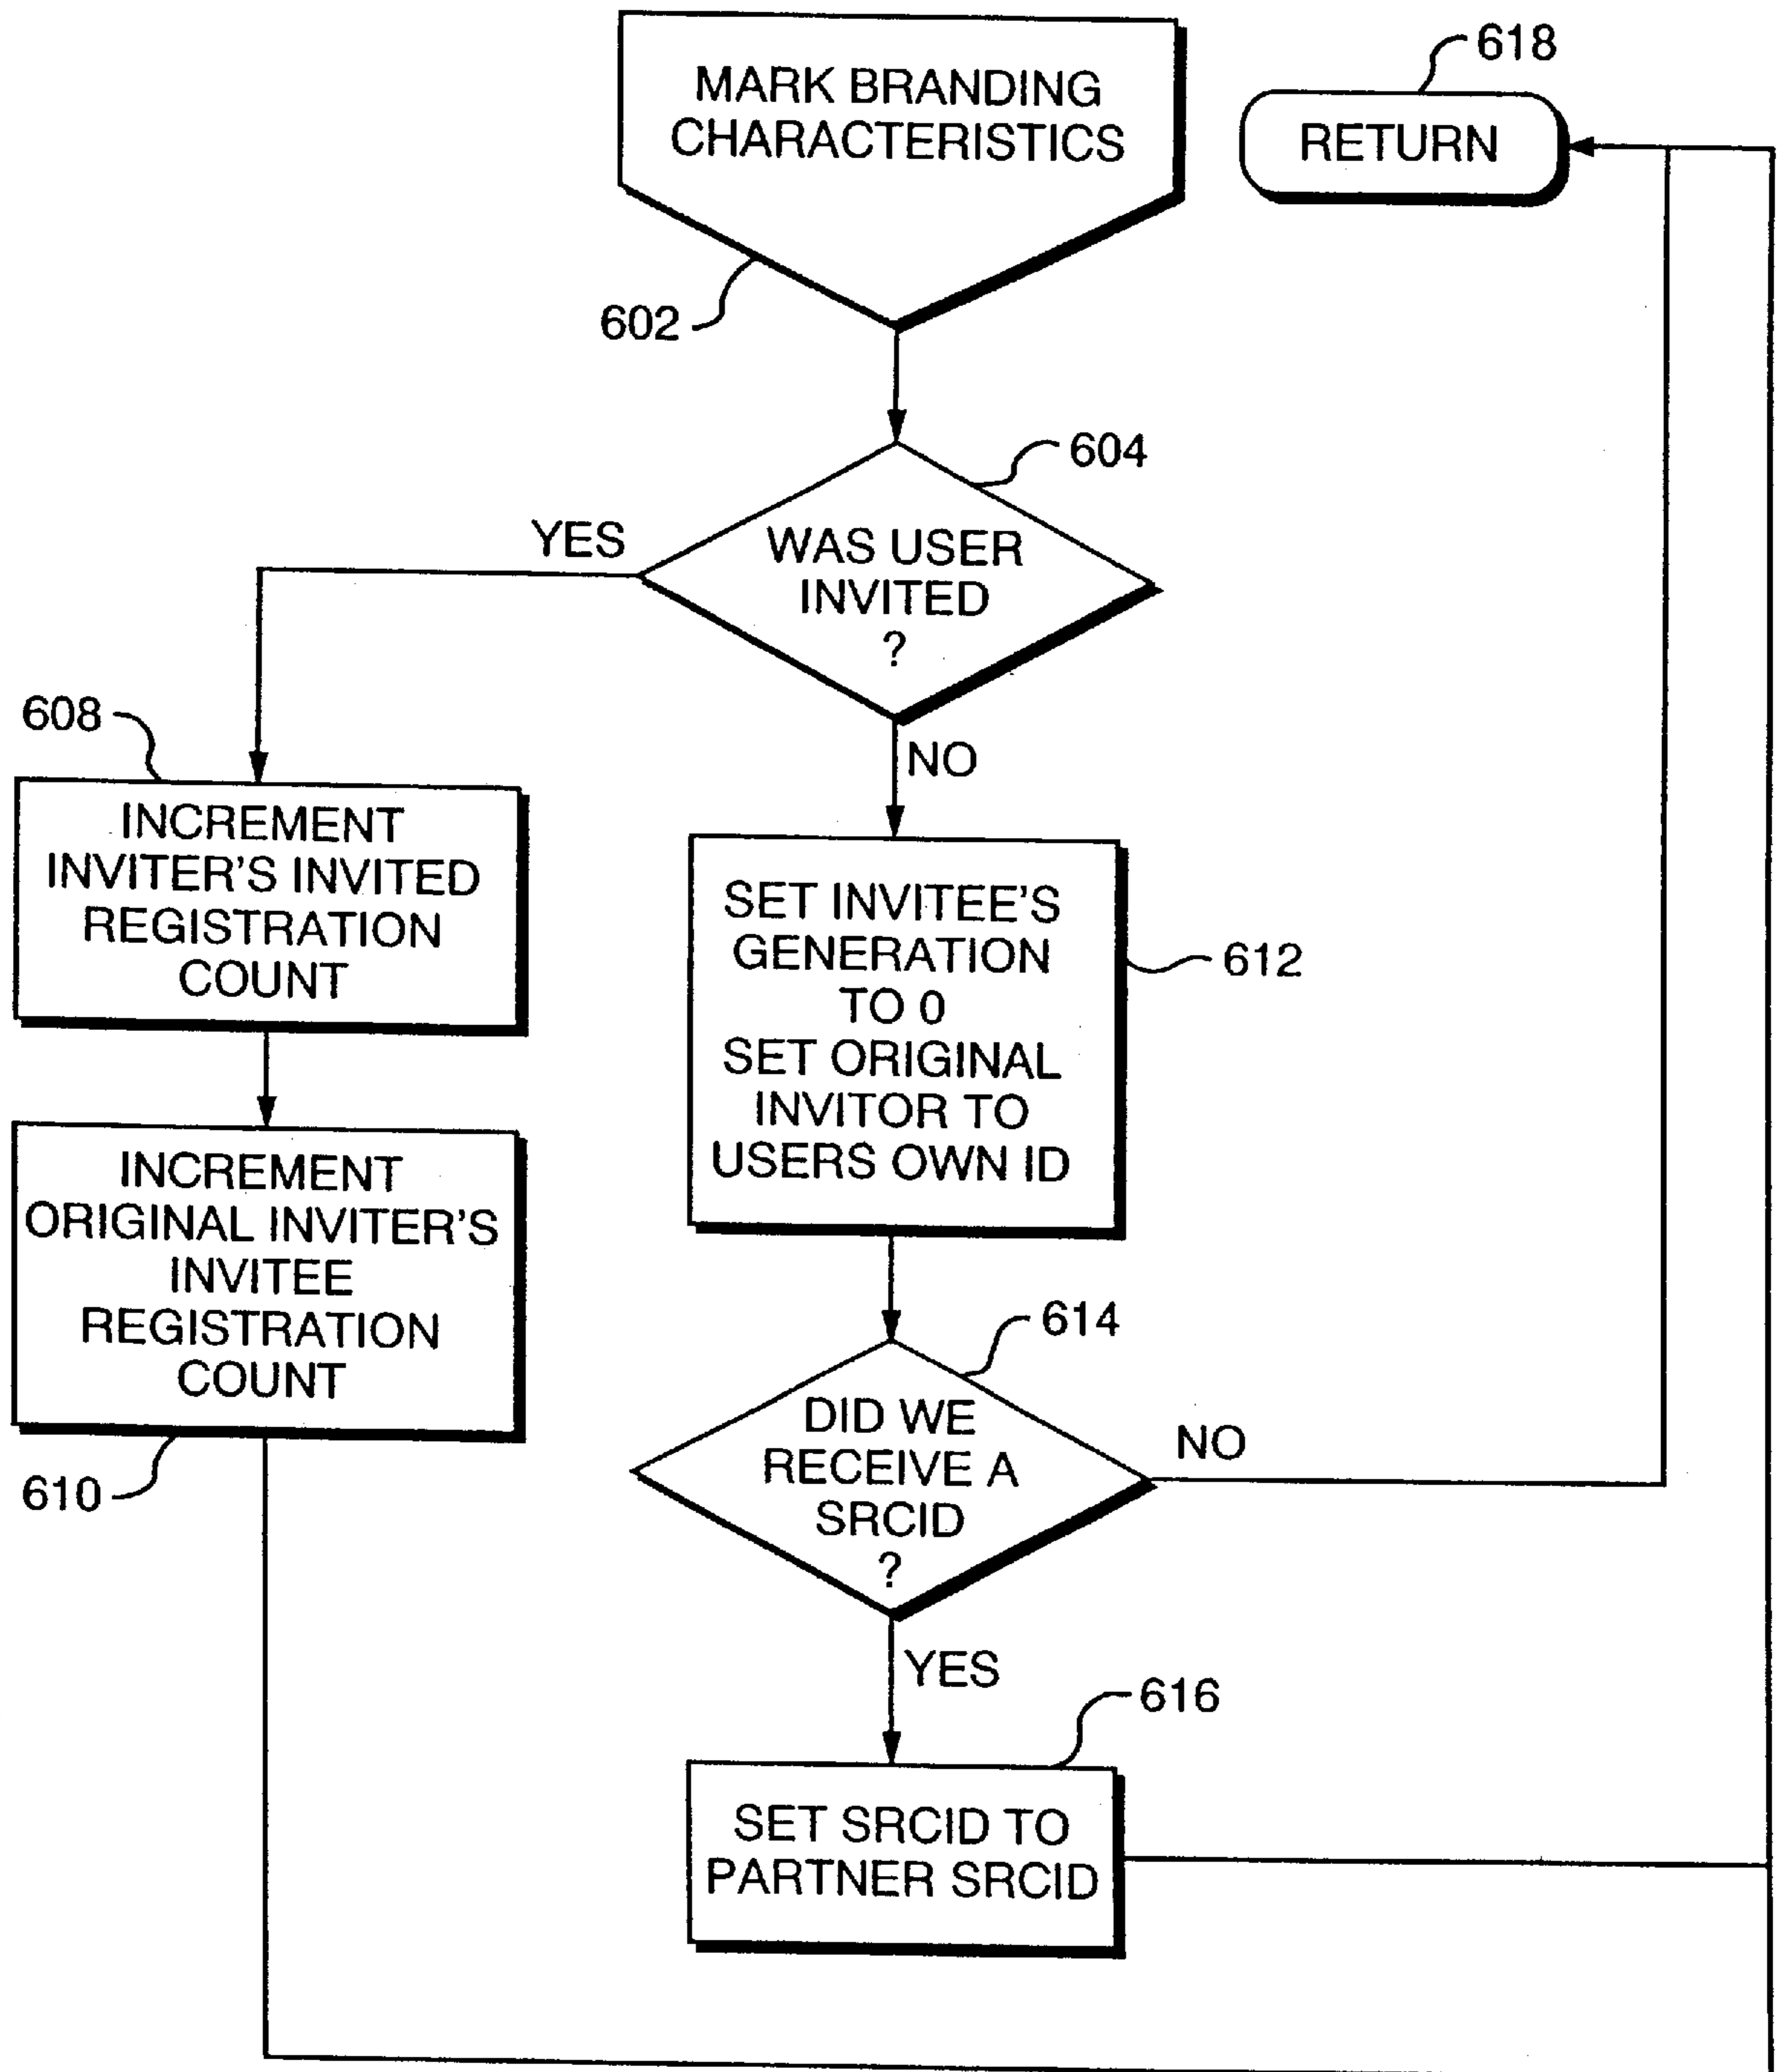 MARK BRANDING
CHARACTERISTICS
602
618
RETURN
604
WAS USER
INVITED
?
YES
NO
608
INCREMENT
INVITER'S INVITED
REGISTRATION
COUNT
INCREMENT
ORIGINAL INVITER'S
INVITEE
REGISTRATION
COUNT
610
SET INVITEE'S
GENERATION
TO 0
SET ORIGINAL
INVITOR TO
USERS OWN ID
612
614
DID WE
RECEIVE A
SRCID
?
NO
YES
616
SET SRCID TO
PARTNER SRCID